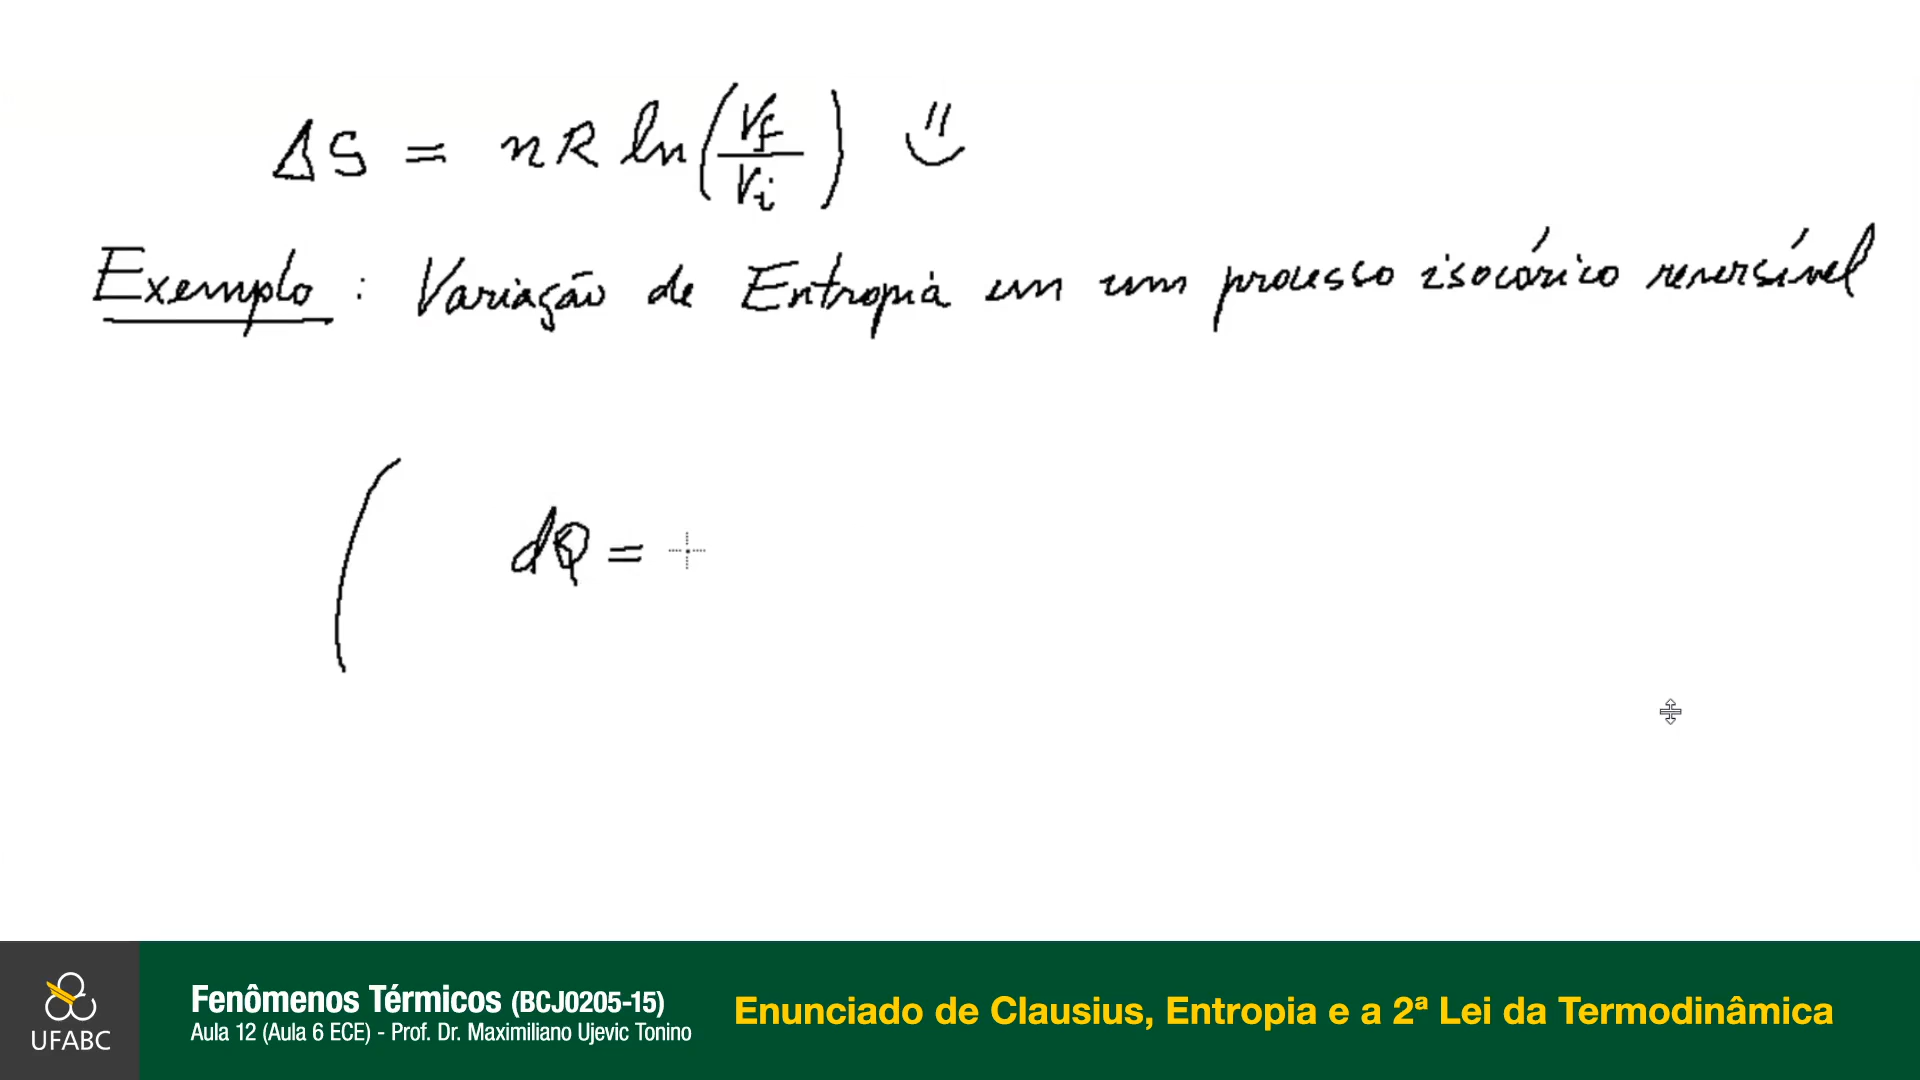 ΔS = nR ln(Vf/Vi)
Exemplo : Variação de Entropia em um processo isocórico reversível
( dQ =
UFABC
Fenômenos Térmicos (BCJ0205-15)
Aula 12 (Aula 6 ECE) - Prof. Dr. Maximiliano Ujevic Tonino
Enunciado de Clausius, Entropia e a 2ª Lei da Termodinâmica